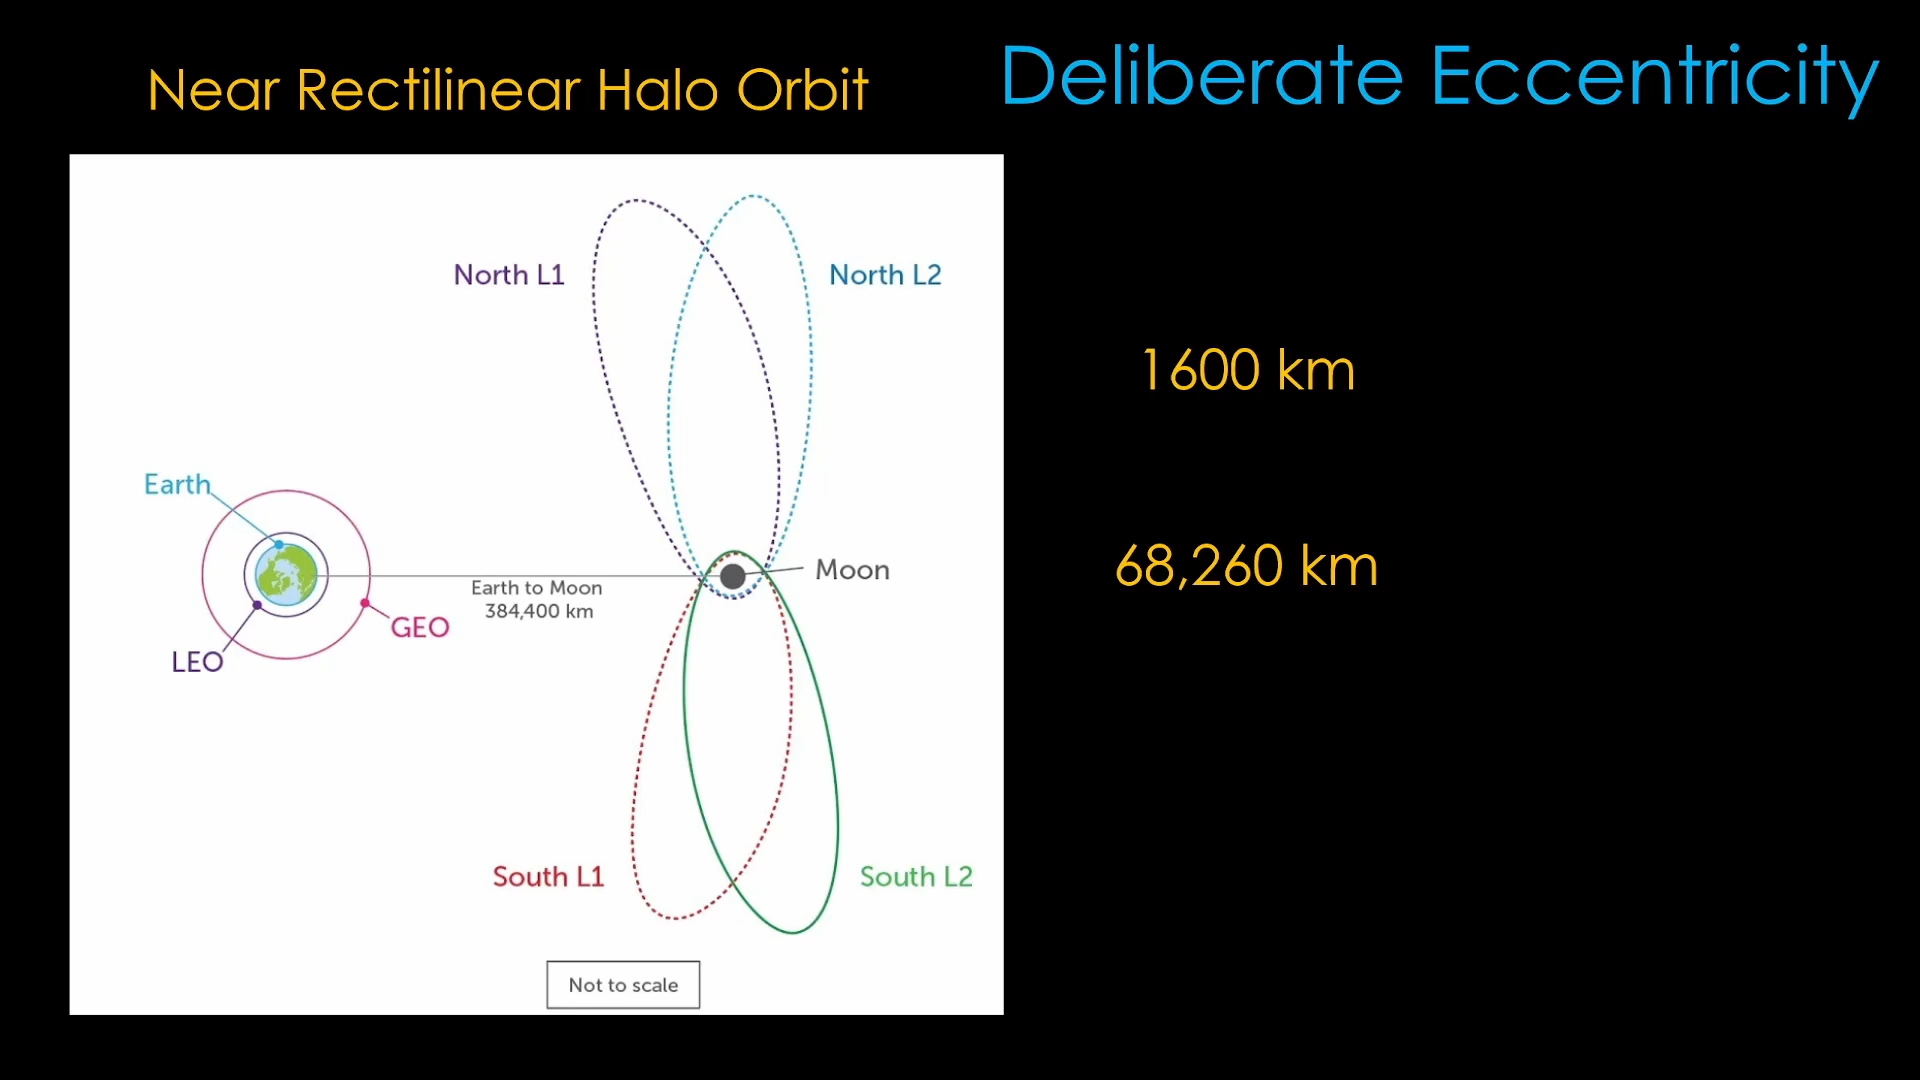 Near Rectilinear Halo Orbit
Deliberate Eccentricity
North L1
North L2
1600 km
Earth
68,260 km
Moon
Earth to Moon
384,400 km
GEO
LEO
South L1
South L2
Not to scale